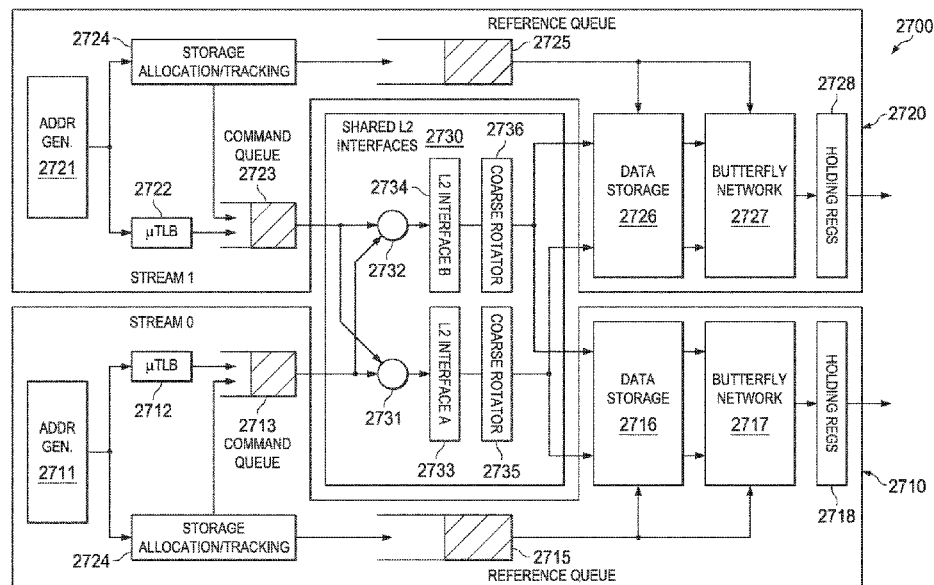 REFERENCE QUEUE
2700
2724
STORAGE
ALLOCATION/TRACKING
2725
2728
2720
ADDR
GEN.
2721
2722
μTLB
COMMAND
QUEUE
2723
STREAM 1
SHARED L2
INTERFACES
2730
2736
2734
L2 INTERFACE B
COARSE ROTATOR
2732
DATA
STORAGE
2726
BUTTERFLY
NETWORK
2727
HOLDING REGS
STREAM 0
ADDR
GEN.
2711
μTLB
2712
2713
COMMAND
QUEUE
2731
L2 INTERFACE A
COARSE ROTATOR
2733
2735
DATA
STORAGE
2716
BUTTERFLY
NETWORK
2717
HOLDING REGS
2710
2718
STORAGE
ALLOCATION/TRACKING
2724
2715
REFERENCE QUEUE